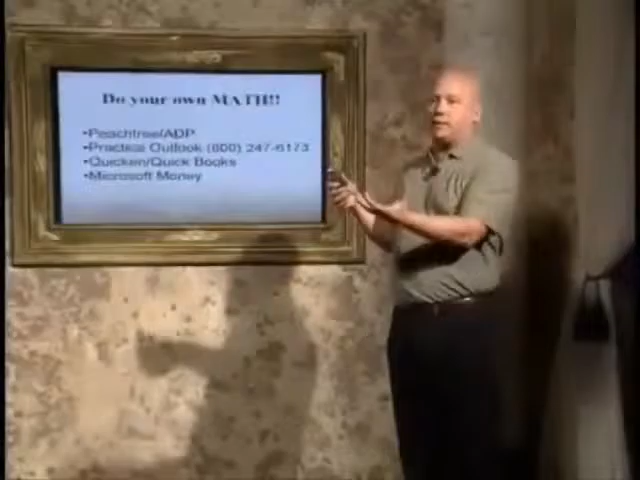 Do your own MATH!!
•Peachtree/ADP
•Practice Outlook (800) 247-6173
•Quicken/Quick Books
•Microsoft Money